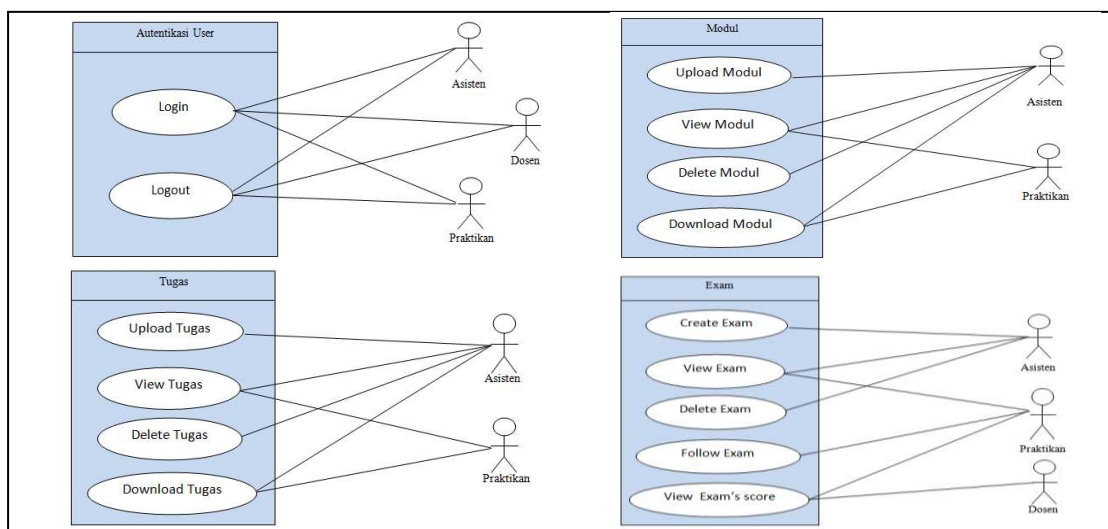 Autentikasi User
Login
Logout
Asisten
Dosen
Praktikan
Modul
Upload Modul
View Modul
Delete Modul
Download Modul
Asisten
Praktikan
Tugas
Upload Tugas
View Tugas
Delete Tugas
Download Tugas
Asisten
Praktikan
Exam
Create Exam
View Exam
Delete Exam
Follow Exam
View Exam's score
Asisten
Praktikan
Dosen